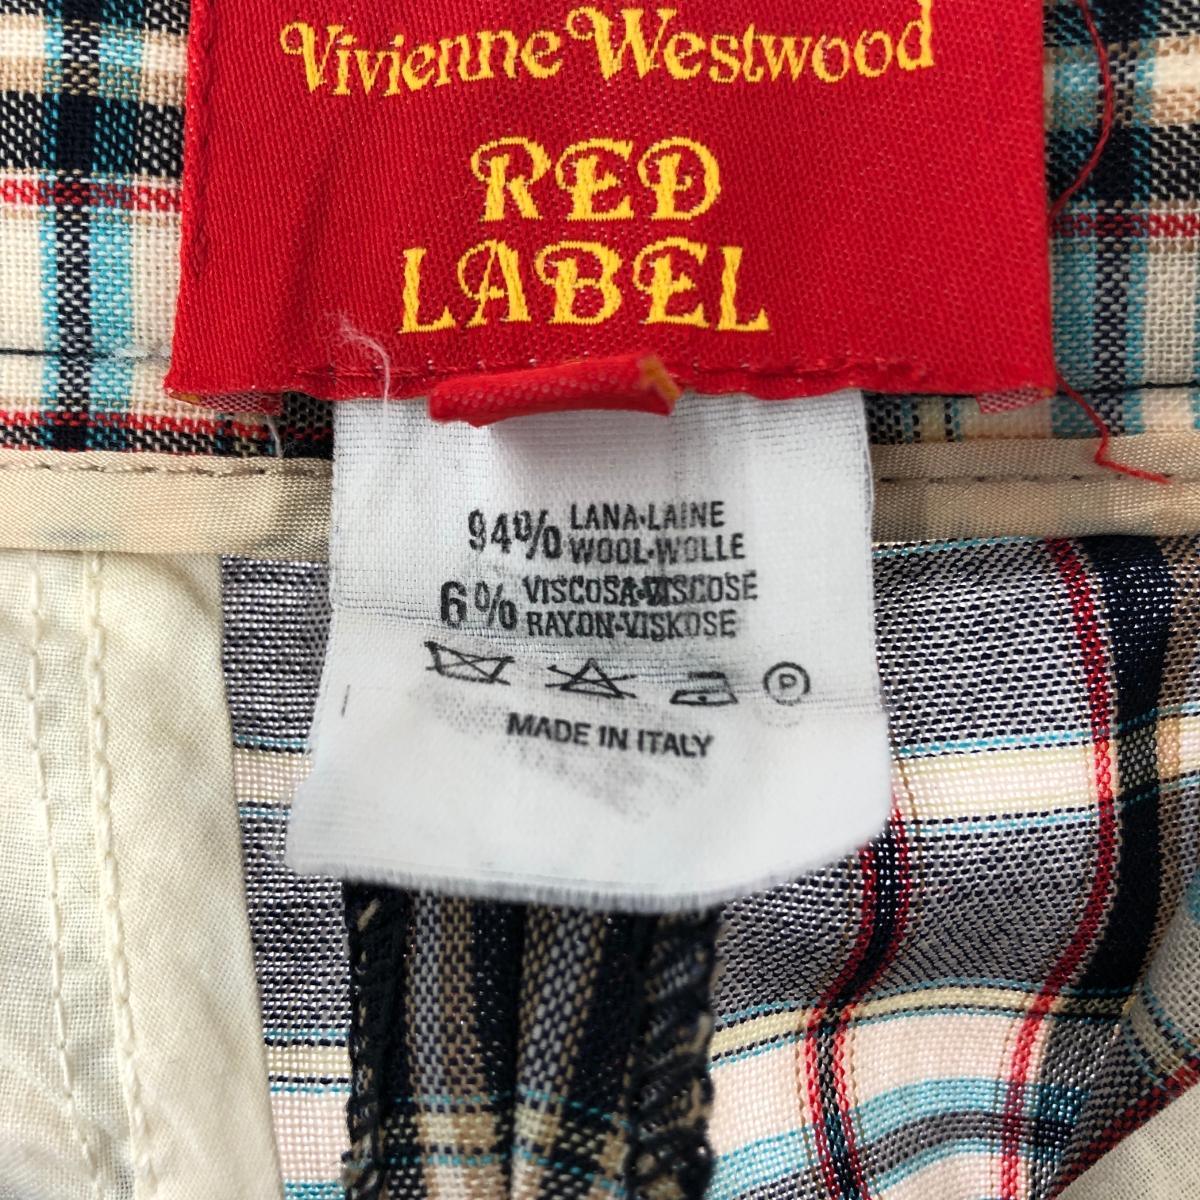 Vivienne Westwood
RED
LABEL
94% LANA·LAINE
WOOL·WOLLE
6% VISCOSA·VISCOSE
RAYON·VISKOSE
P
MADE IN ITALY